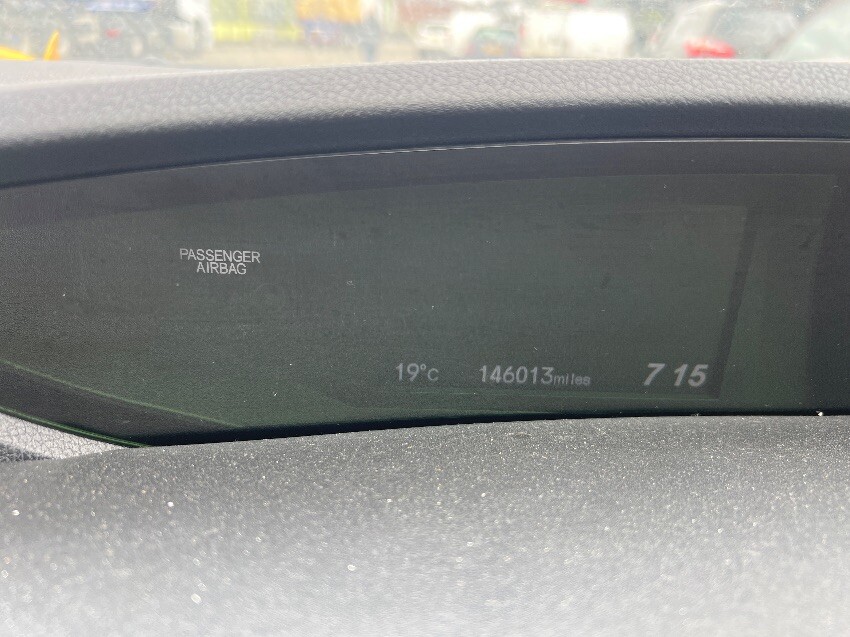 PASSENGER
AIRBAG
19°C 146013miles 7 15